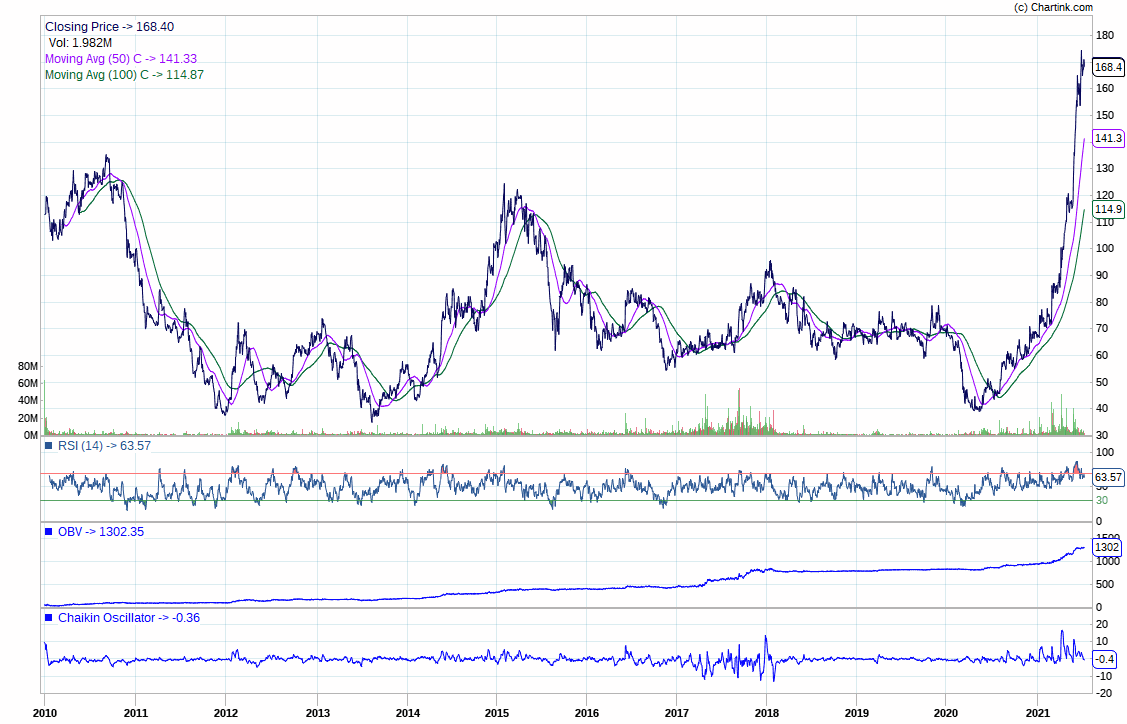 (c) Chartink.com
Closing Price -> 168.40
Vol: 1.982M
Moving Avg (50) C -> 141.33
Moving Avg (100) C -> 114.87
180
168.4
160
150
141.3
130
120
114.9
110
100
90
80
70
60
50
40
30
80M
60M
40M
20M
0M
RSI (14) -> 63.57
100
63.57
30
0
OBV -> 1302.35
1500
1302
1000
500
0
Chaikin Oscillator -> -0.36
20
10
-0.4
-10
-20
2010 2011 2012 2013 2014 2015 2016 2017 2018 2019 2020 2021